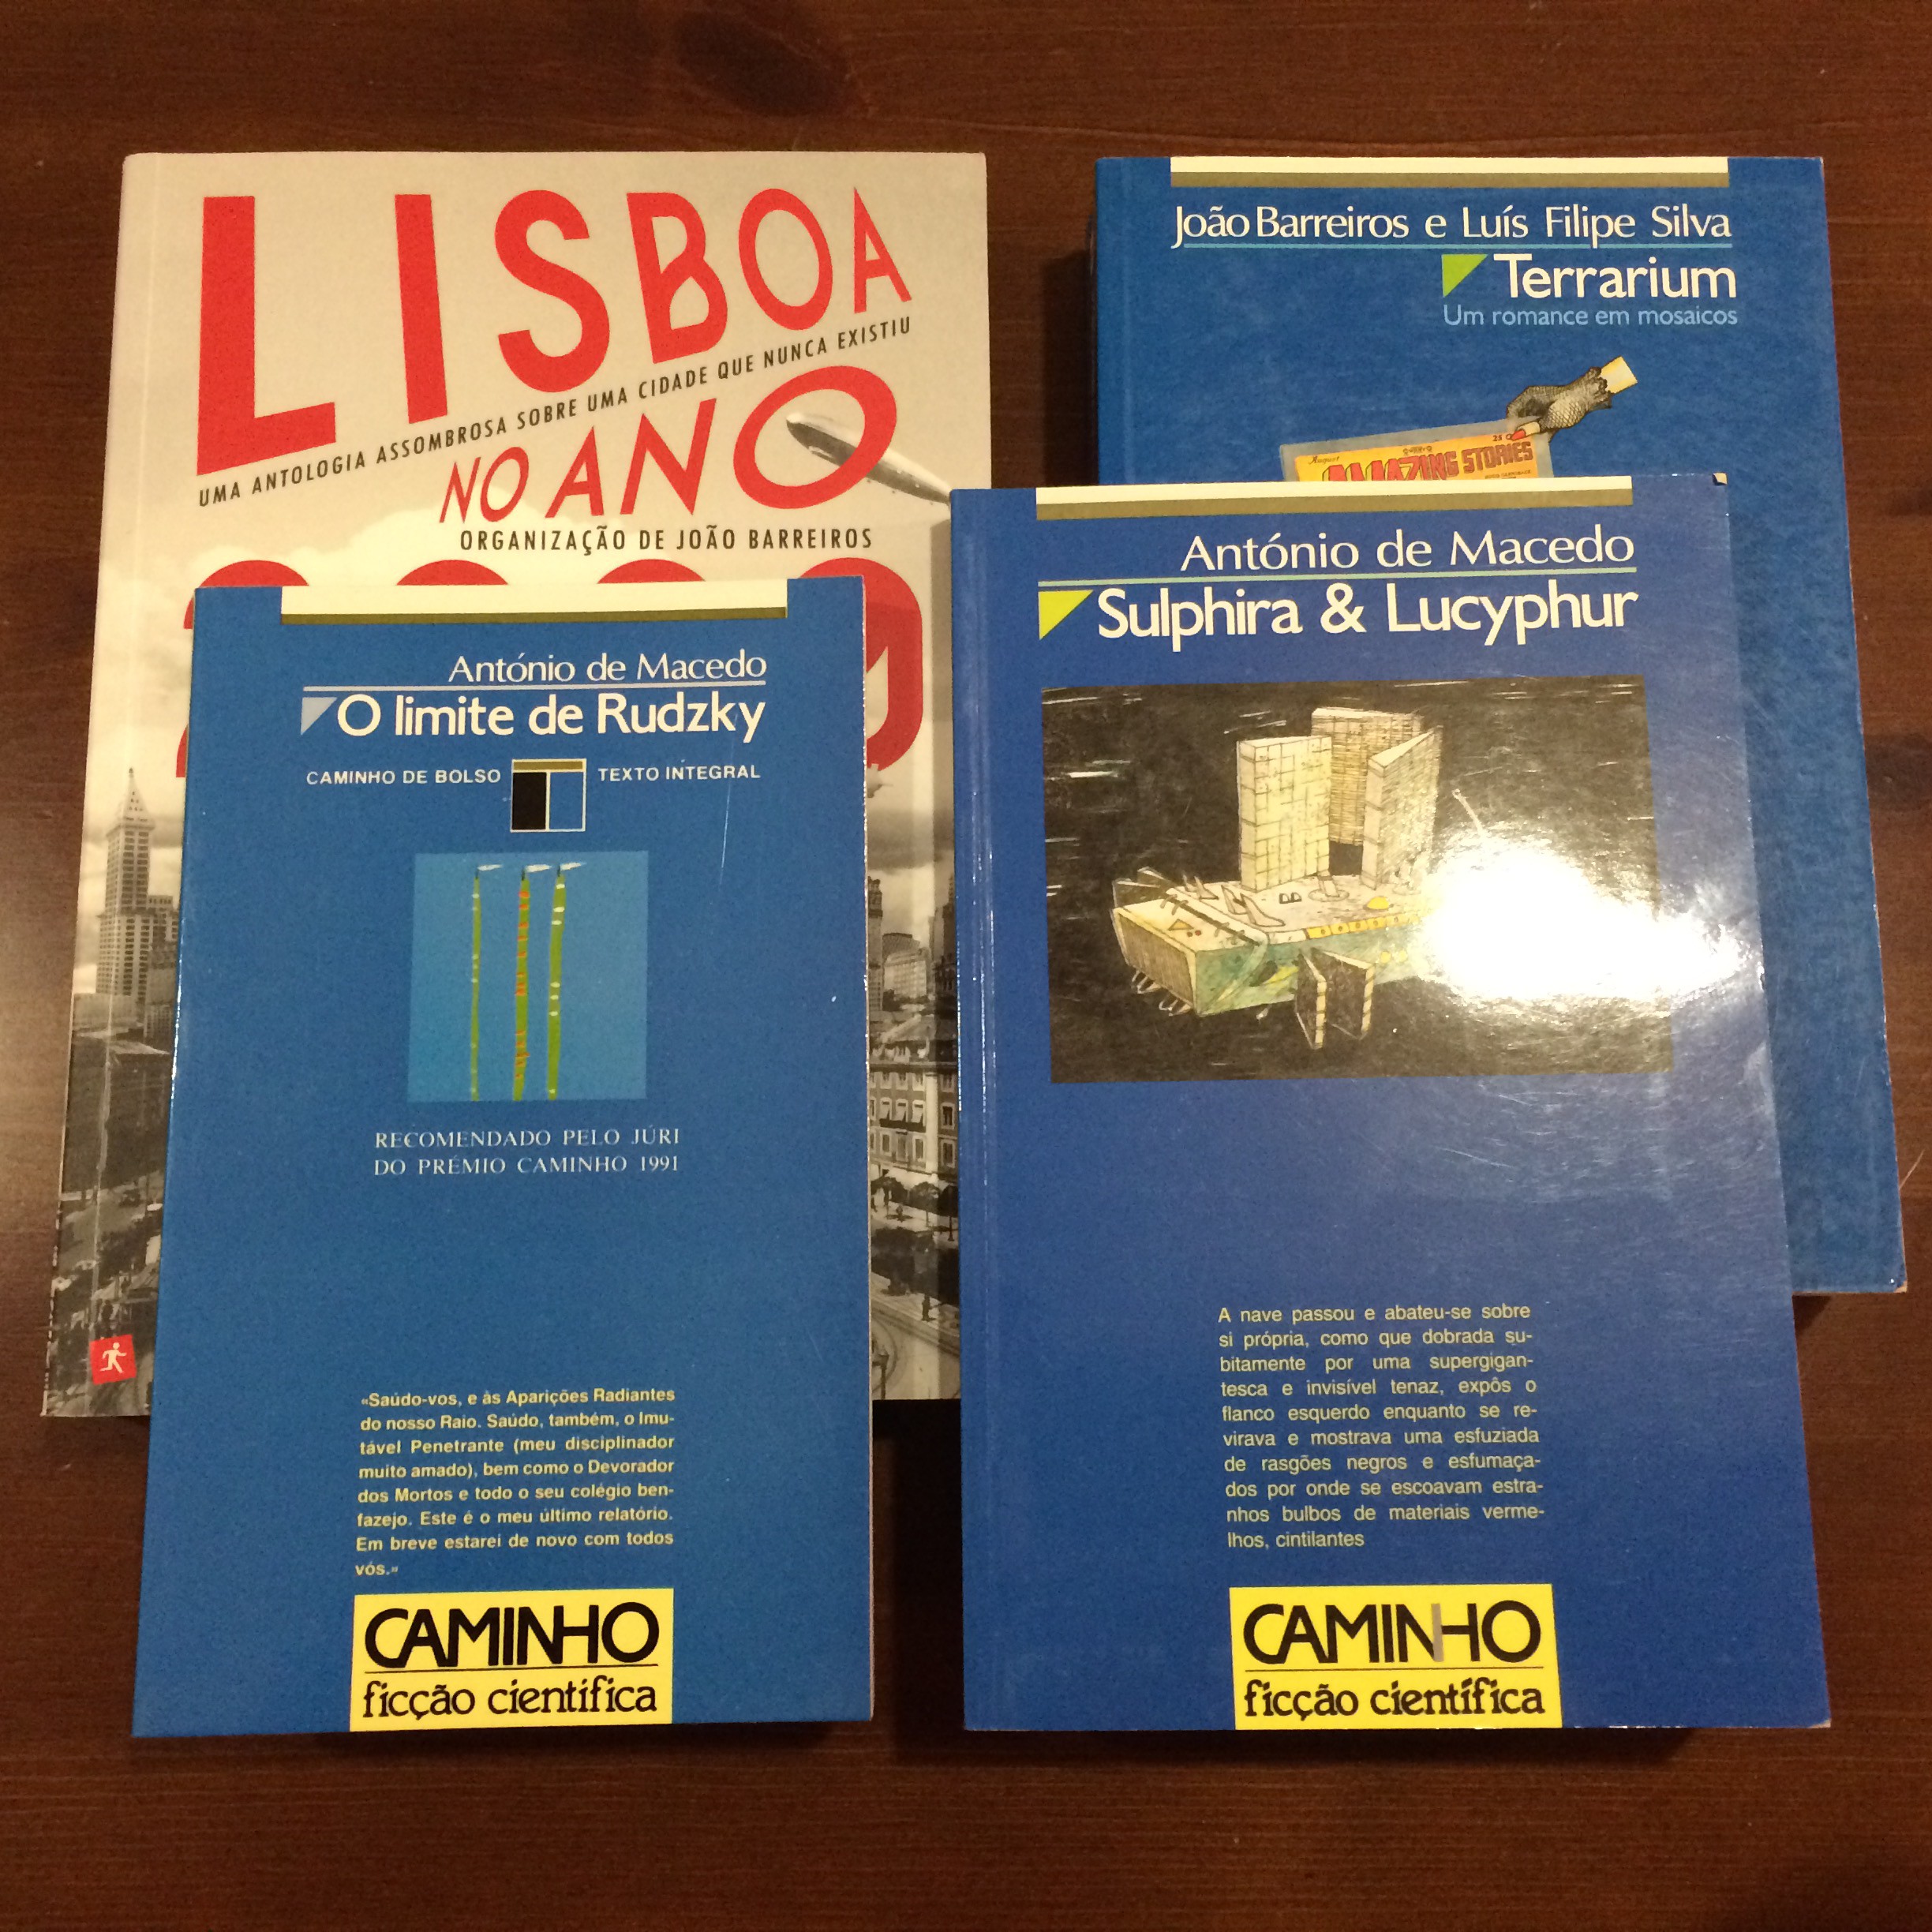 LISBOA
UMA ANTOLOGIA ASSOMBROSA SOBRE UMA CIDADE QUE NUNCA EXISTIU
NO ANO
ORGANIZAÇÃO DE JOÃO BARREIROS
João Barreiros e Luís Filipe Silva
Terrarium
Um romance em mosaicos
August
25 C
AMAZING STORIES
António de Macedo
O limite de Rudzky
CAMINHO DE BOLSO TEXTO INTEGRAL
RECOMENDADO PELO JÚRI
DO PRÉMIO CAMINHO 1991
«Saúdo-vos, e às Aparições Radiantes
do nosso Raio. Saúdo, também, o Imu-
tável Penetrante (meu disciplinador
muito amado), bem como o Devorador
dos Mortos e todo o seu colégio ben-
fazejo. Este é o meu último relatório.
Em breve estarei de novo com todos
vós.»
CAMINHO
ficção científica
António de Macedo
Sulphira & Lucyphur
A nave passou e abateu-se sobre
si própria, como que dobrada su-
bitamente por uma supergigan-
tesca e invisível tenaz, expôs o
flanco esquerdo enquanto se re-
virava e mostrava uma esfuziada
de rasgões negros e esfumaça-
dos por onde se escoavam estra-
nhos bulbos de materiais verme-
lhos, cintilantes
CAMINHO
ficção científica